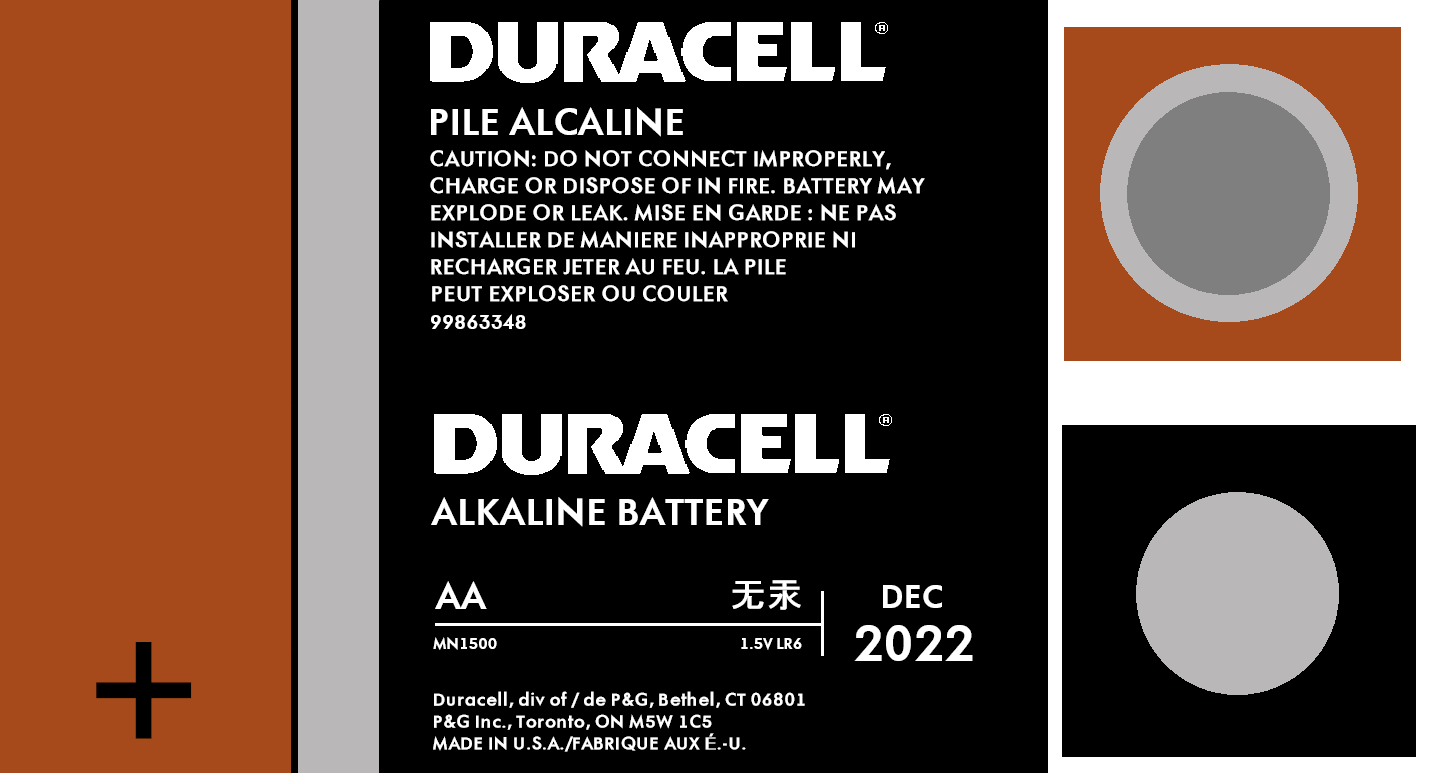 DURACELL®
PILE ALCALINE
CAUTION: DO NOT CONNECT IMPROPERLY,
CHARGE OR DISPOSE OF IN FIRE. BATTERY MAY
EXPLODE OR LEAK. MISE EN GARDE : NE PAS
INSTALLER DE MANIERE INAPPROPRIE NI
RECHARGER JETER AU FEU. LA PILE
PEUT EXPLOSER OU COULER
99863348
DURACELL®
ALKALINE BATTERY
AA 无汞 DEC
MN1500 1.5V LR6 2022
Duracell, div of / de P&G, Bethel, CT 06801
P&G Inc., Toronto, ON M5W 1C5
MADE IN U.S.A./FABRIQUE AUX É.-U.
+